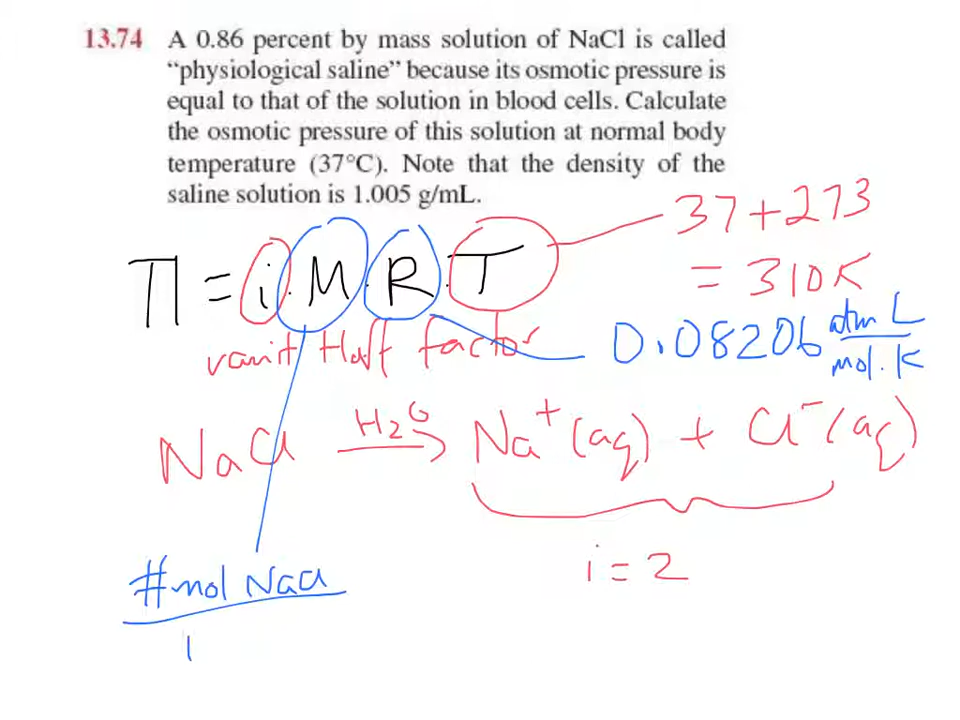 13.74 A 0.86 percent by mass solution of NaCl is called
“physiological saline” because its osmotic pressure is
equal to that of the solution in blood cells. Calculate
the osmotic pressure of this solution at normal body
temperature (37°C). Note that the density of the
saline solution is 1.005 g/mL.
37+273
= 310K
Π = i·M·R·T
0.08206 atm L / mol·K
van't Hoff factor
NaCl H2O → Na+ (aq) + Cl- (aq)
i = 2
#mol NaCl
1